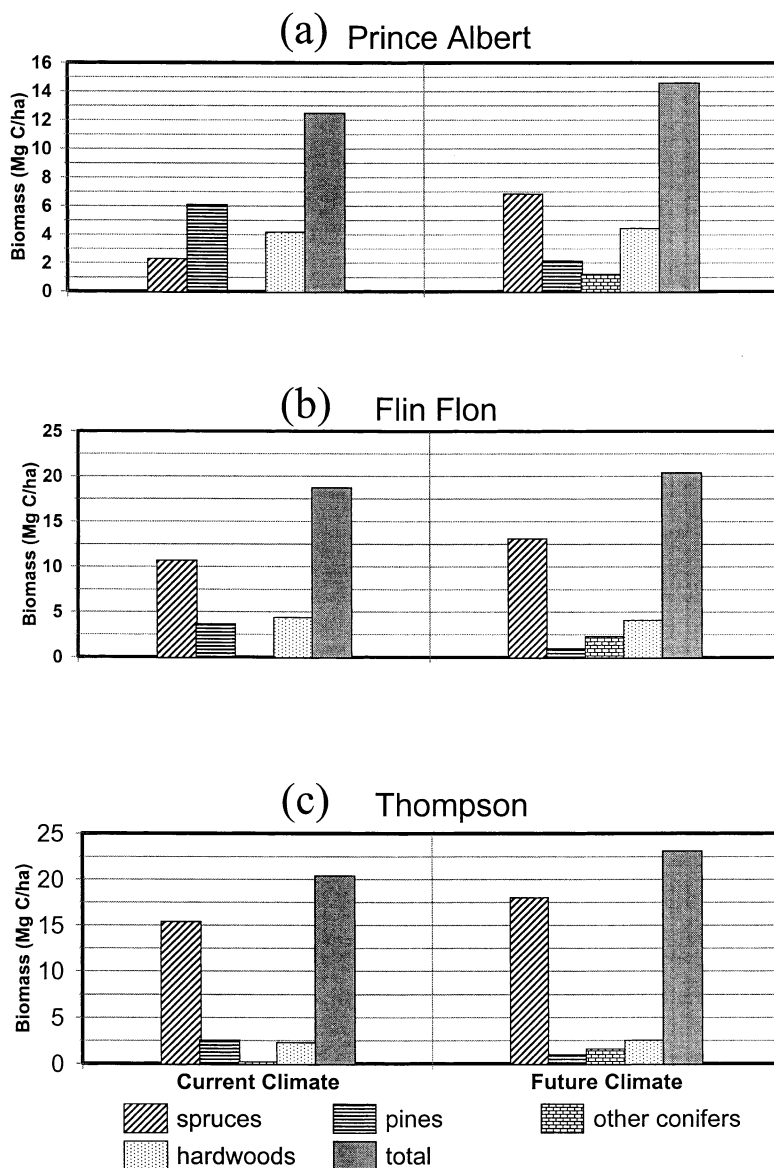 (a) Prince Albert
Biomass (Mg C/ha)
16
14
12
10
8
6
4
2
0
(b) Flin Flon
Biomass (Mg C/ha)
25
20
15
10
5
0
(c) Thompson
Biomass (Mg C/ha)
25
20
15
10
5
0
Current Climate Future Climate
spruces pines other conifers
hardwoods total